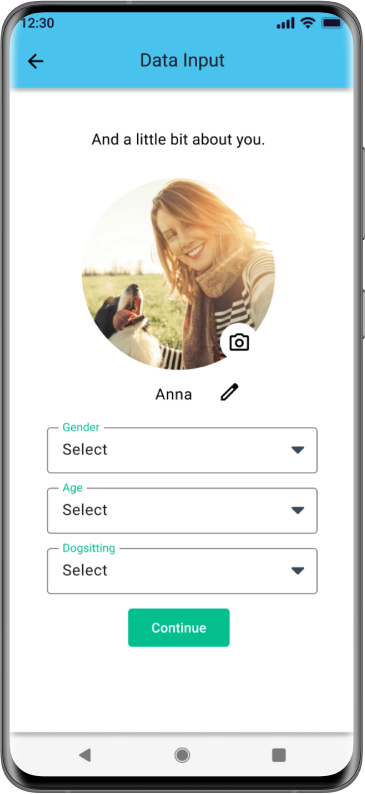 12:30
Data Input
And a little bit about you.
Anna
Gender
Select
Age
Select
Dogsitting
Select
Continue